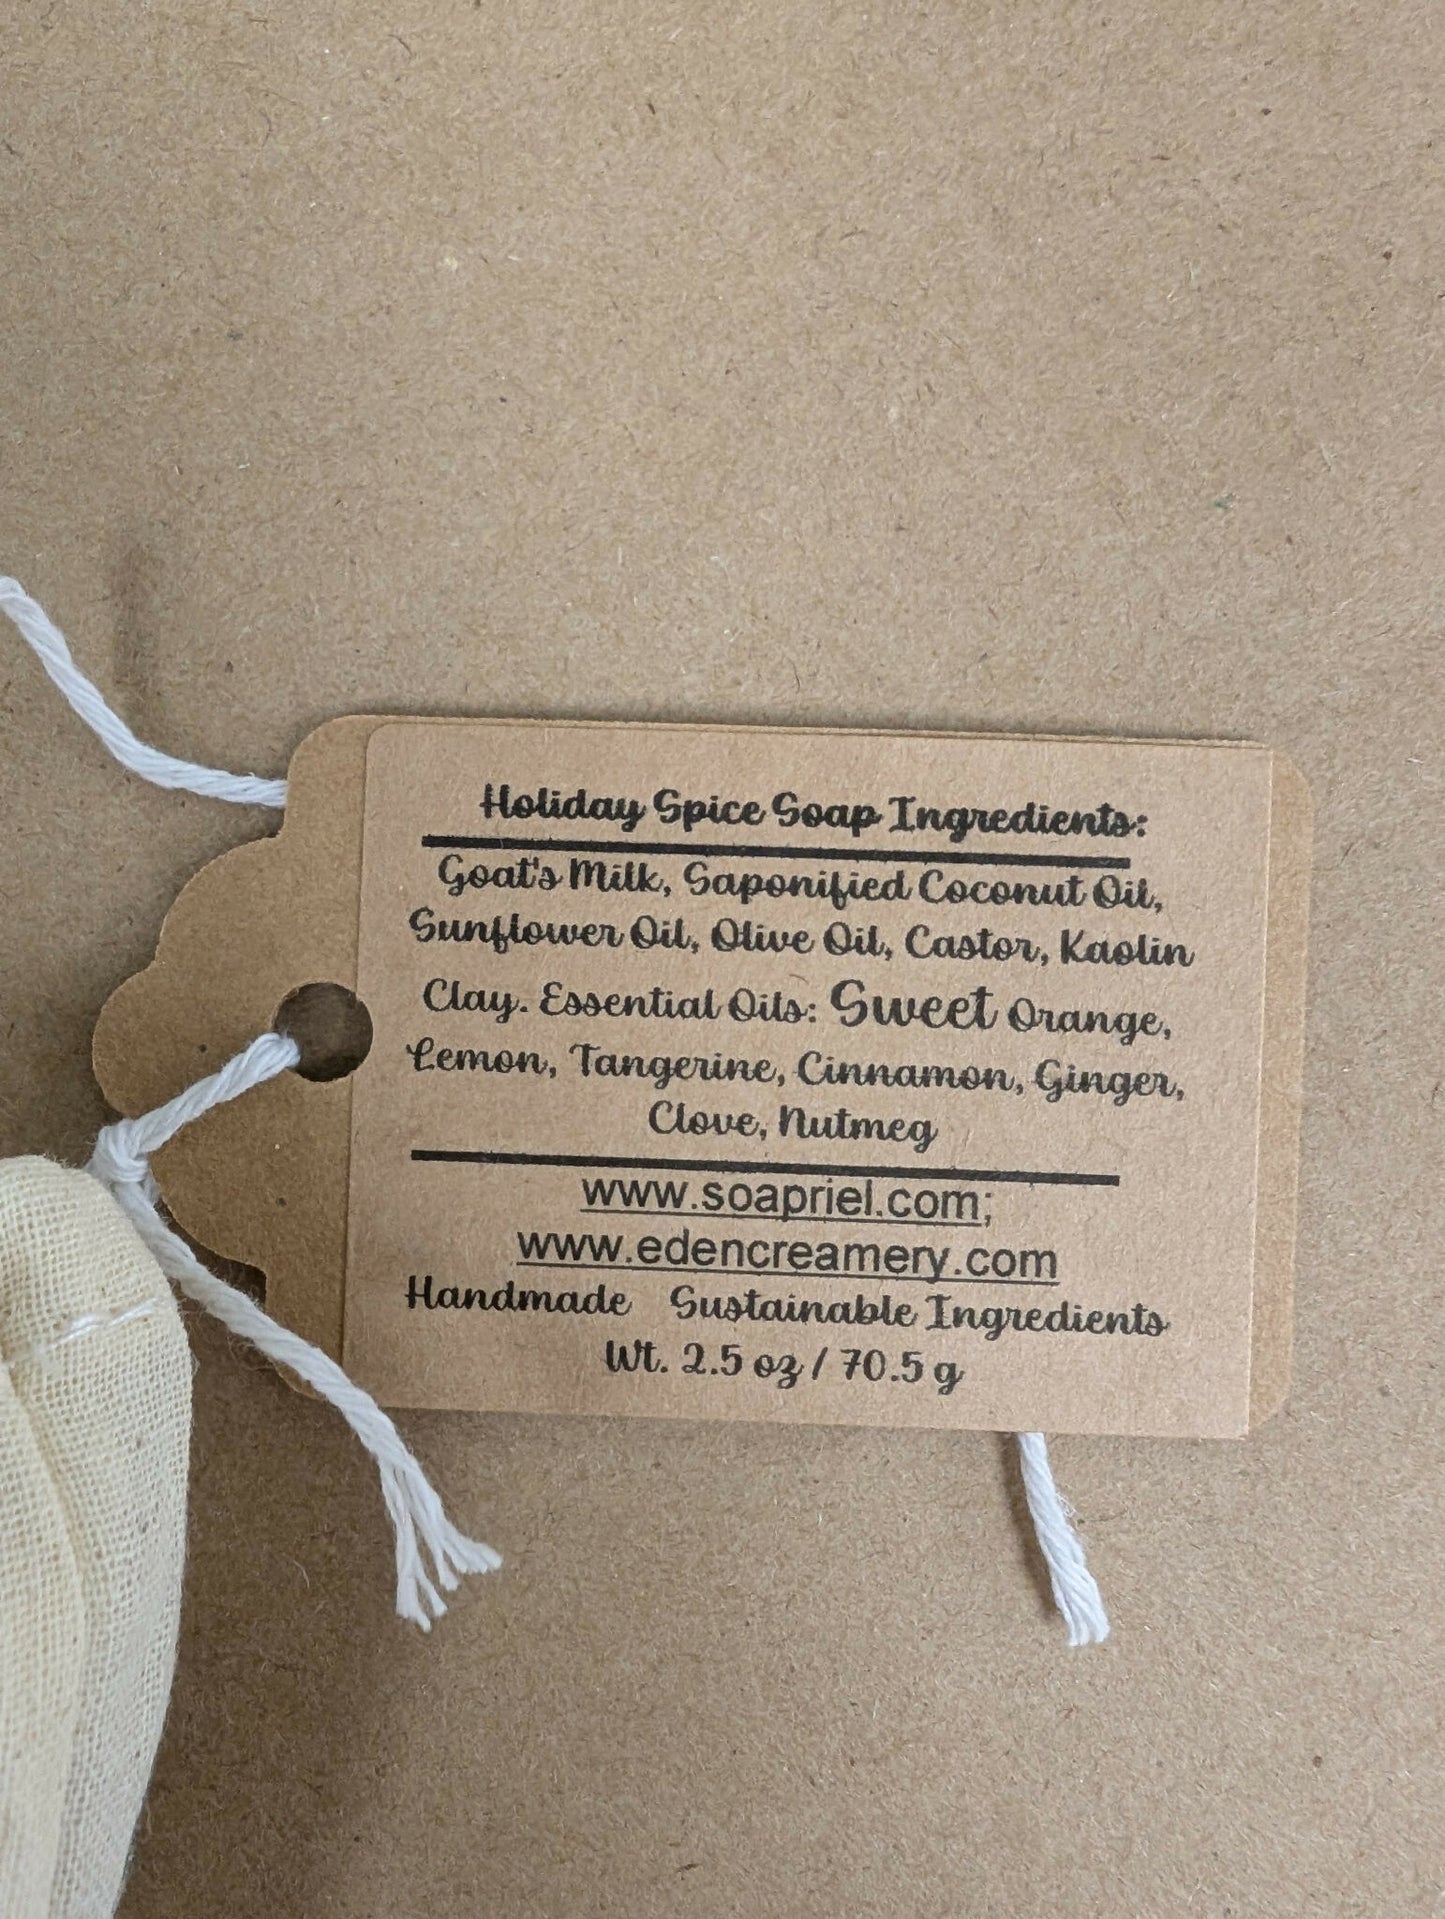 Holiday Spice Soap Ingredients:
Goat's Milk, Saponified Coconut Oil,
Sunflower Oil, Olive Oil, Castor, Kaolin
Clay. Essential Oils: Sweet Orange,
Lemon, Tangerine, Cinnamon, Ginger,
Clove, Nutmeg
www.soapriel.com;
www.edencreamery.com
Handmade Sustainable Ingredients
Wt. 2.5 oz / 70.5 g